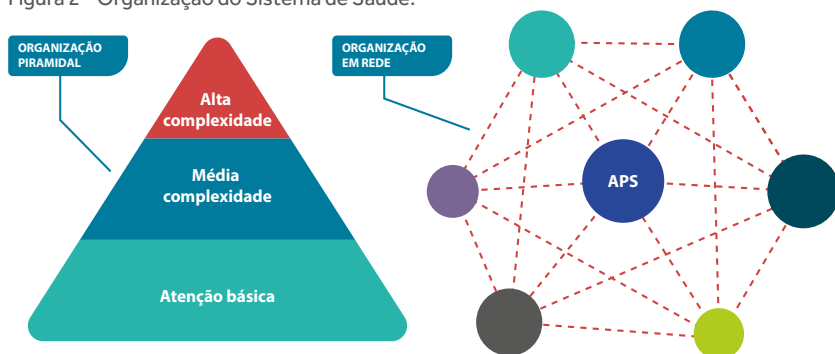 Figura 2 - Organização do Sistema de Saúde.
ORGANIZAÇÃO
PIRAMIDAL
ORGANIZAÇÃO
EM REDE
Alta
complexidade
Média
complexidade
APS
Atenção básica